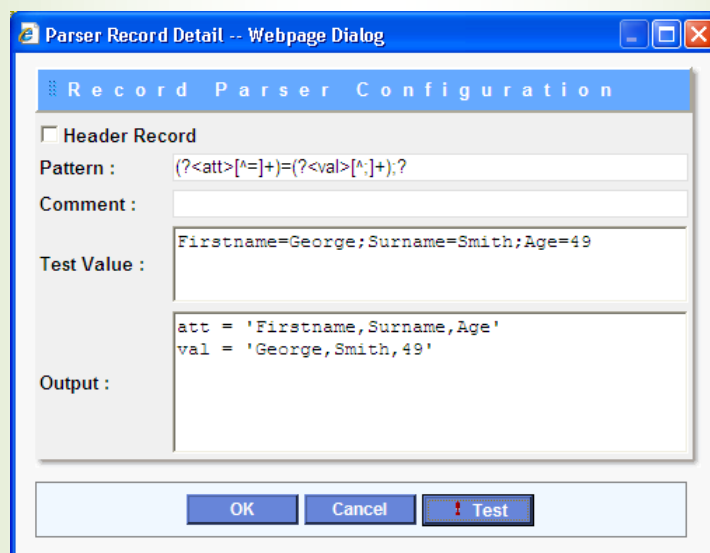 Parser Record Detail -- Webpage Dialog
Record Parser Configuration
Header Record
Pattern : (?<att>[^=]+)=(?<val>[^;]+);?
Comment :
Test Value : Firstname=George;Surname=Smith;Age=49
att = 'Firstname,Surname,Age'
val = 'George,Smith,49'
Output :
OK Cancel ! Test